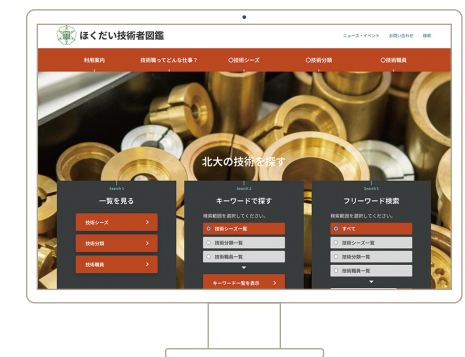 ほくだい技術者図鑑
ニュース・イベント お問い合わせ 検索
利用案内 技術職ってどんな仕事？ 〇技術シーズ 〇技術分類 〇技術職員
北大の技術を探す
Search 1
一覧を見る
技術シーズ
技術分類
技術職員
Search 2
キーワードで探す
検索範囲を選択してください。
技術シーズ一覧
技術分類一覧
技術職員一覧
キーワード一覧を表示
Search 3
フリーワード検索
検索範囲を選択してください。
すべて
技術シーズ一覧
技術分類一覧
技術職員一覧